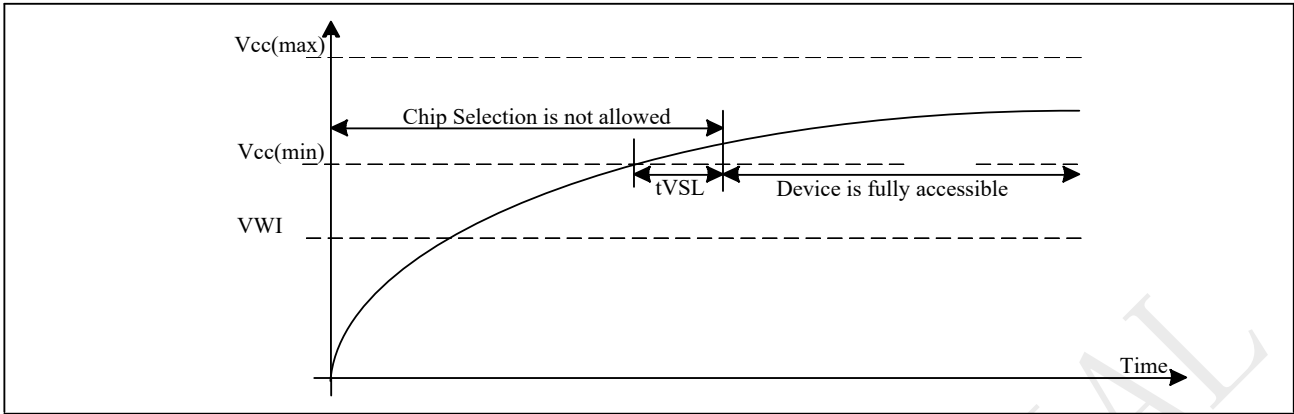 Vcc(max)
Chip Selection is not allowed
Vcc(min)
tVSL
Device is fully accessible
VWI
Time